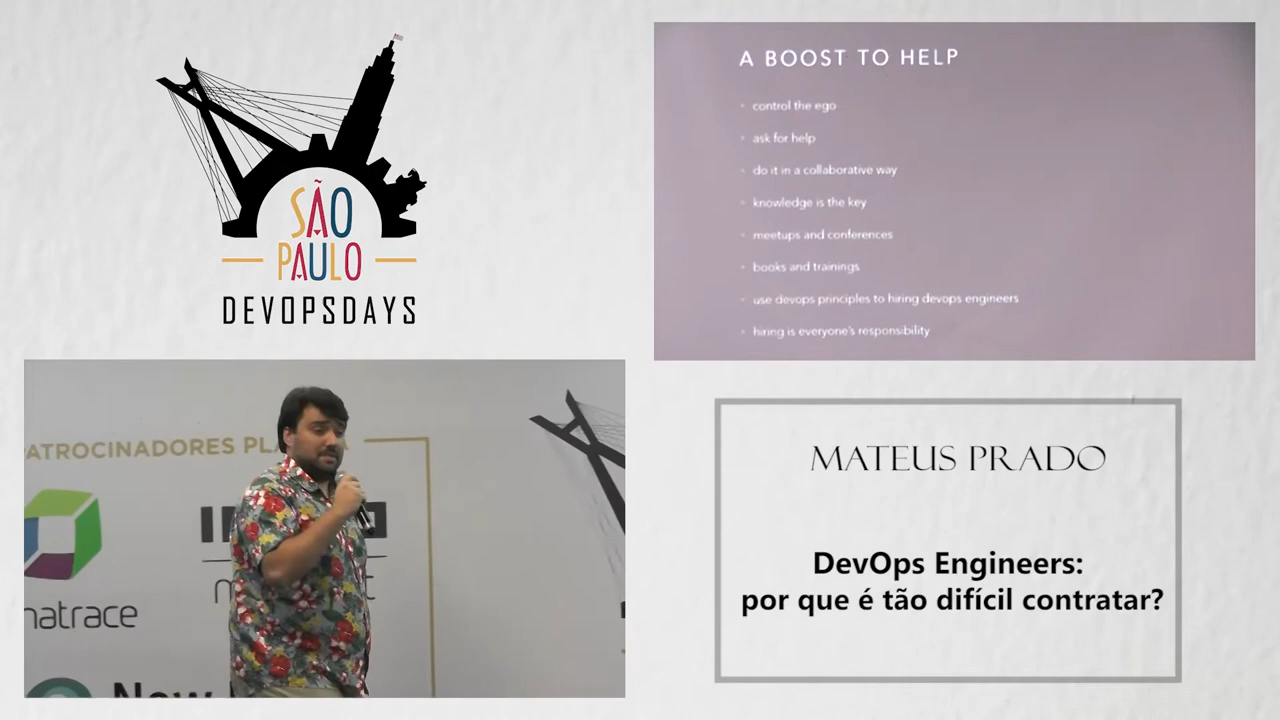 SÃO
PAULO
DEVOPSDAYS
A BOOST TO HELP
control the ego
ask for help
do it in a collaborative way
knowledge is the key
meetups and conferences
books and trainings
use devops principles to hiring devops engineers
hiring is everyone's responsibility
ATROCINADORES PL
natrace
New
MATEUS PRADO
DevOps Engineers:
por que é tão difícil contratar?